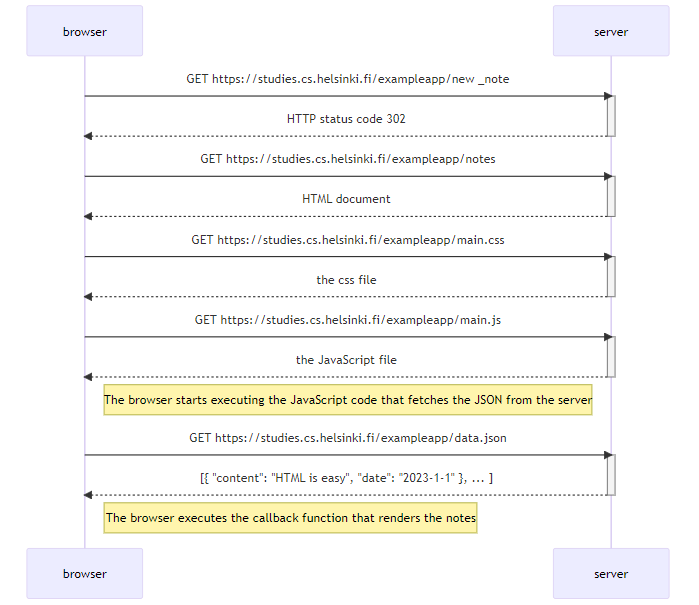 browser server
GET https://studies.cs.helsinki.fi/exampleapp/new _note
HTTP status code 302
GET https://studies.cs.helsinki.fi/exampleapp/notes
HTML document
GET https://studies.cs.helsinki.fi/exampleapp/main.css
the css file
GET https://studies.cs.helsinki.fi/exampleapp/main.js
the JavaScript file
The browser starts executing the JavaScript code that fetches the JSON from the server
GET https://studies.cs.helsinki.fi/exampleapp/data.json
[{ "content": "HTML is easy", "date": "2023-1-1" }, ... ]
The browser executes the callback function that renders the notes
browser server